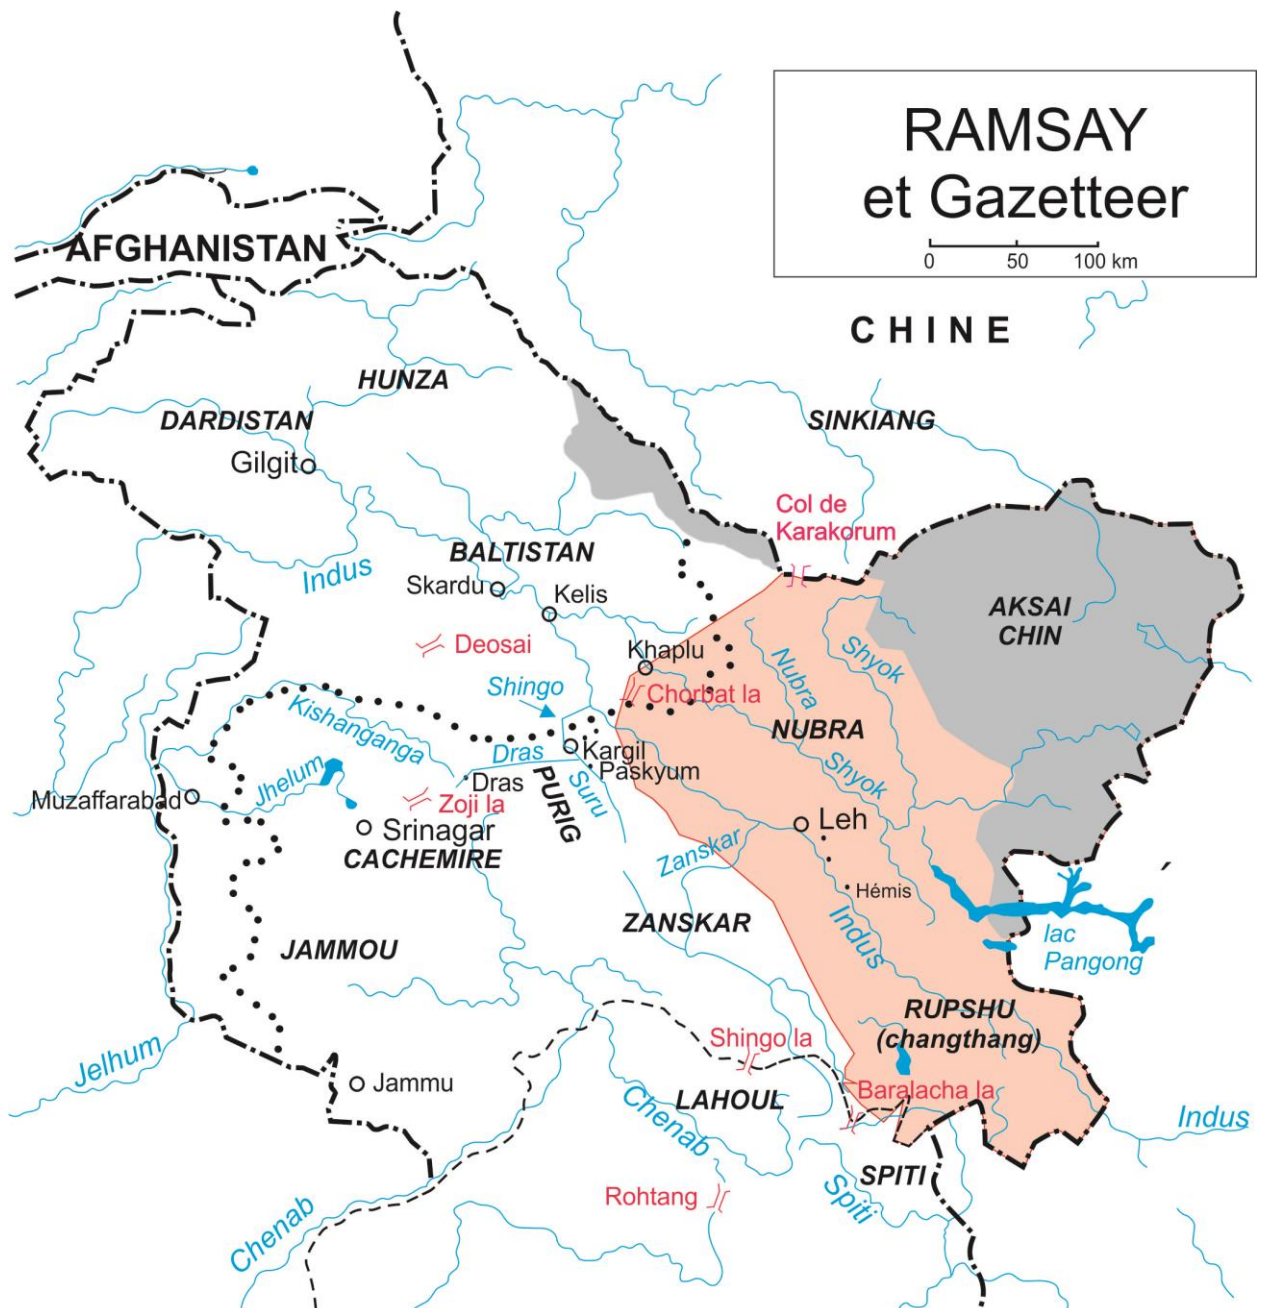 RAMSAY
et Gazetteer
0 50 100 km
AFGHANISTAN
CHINE
HUNZA
DARDISTAN
Gilgit
SINKIANG
Col de
Karakorum
BALTISTAN
Indus
Skardu
Kelis
AKSAI
CHIN
Deosai
Khaplu
Nubra
Shyok
Shingo
Chorbat la
Kishanganga
NUBRA
Dras
Kargil
Paskyum
Jhelum
Dras
PURIG
Suru
Shyok
Muzaffarabad
Zoji la
Srinagar
CACHEMIRE
Leh
Zanskar
Hémis
ZANSKAR
JAMMOU
Indus
lac
Pangong
RUPSHU
(changthang)
Jelhum
Shingo la
Jammu
LAHOUL
Baralacha la
Chenab
Indus
SPITI
Rohtang
Spiti
Chenab